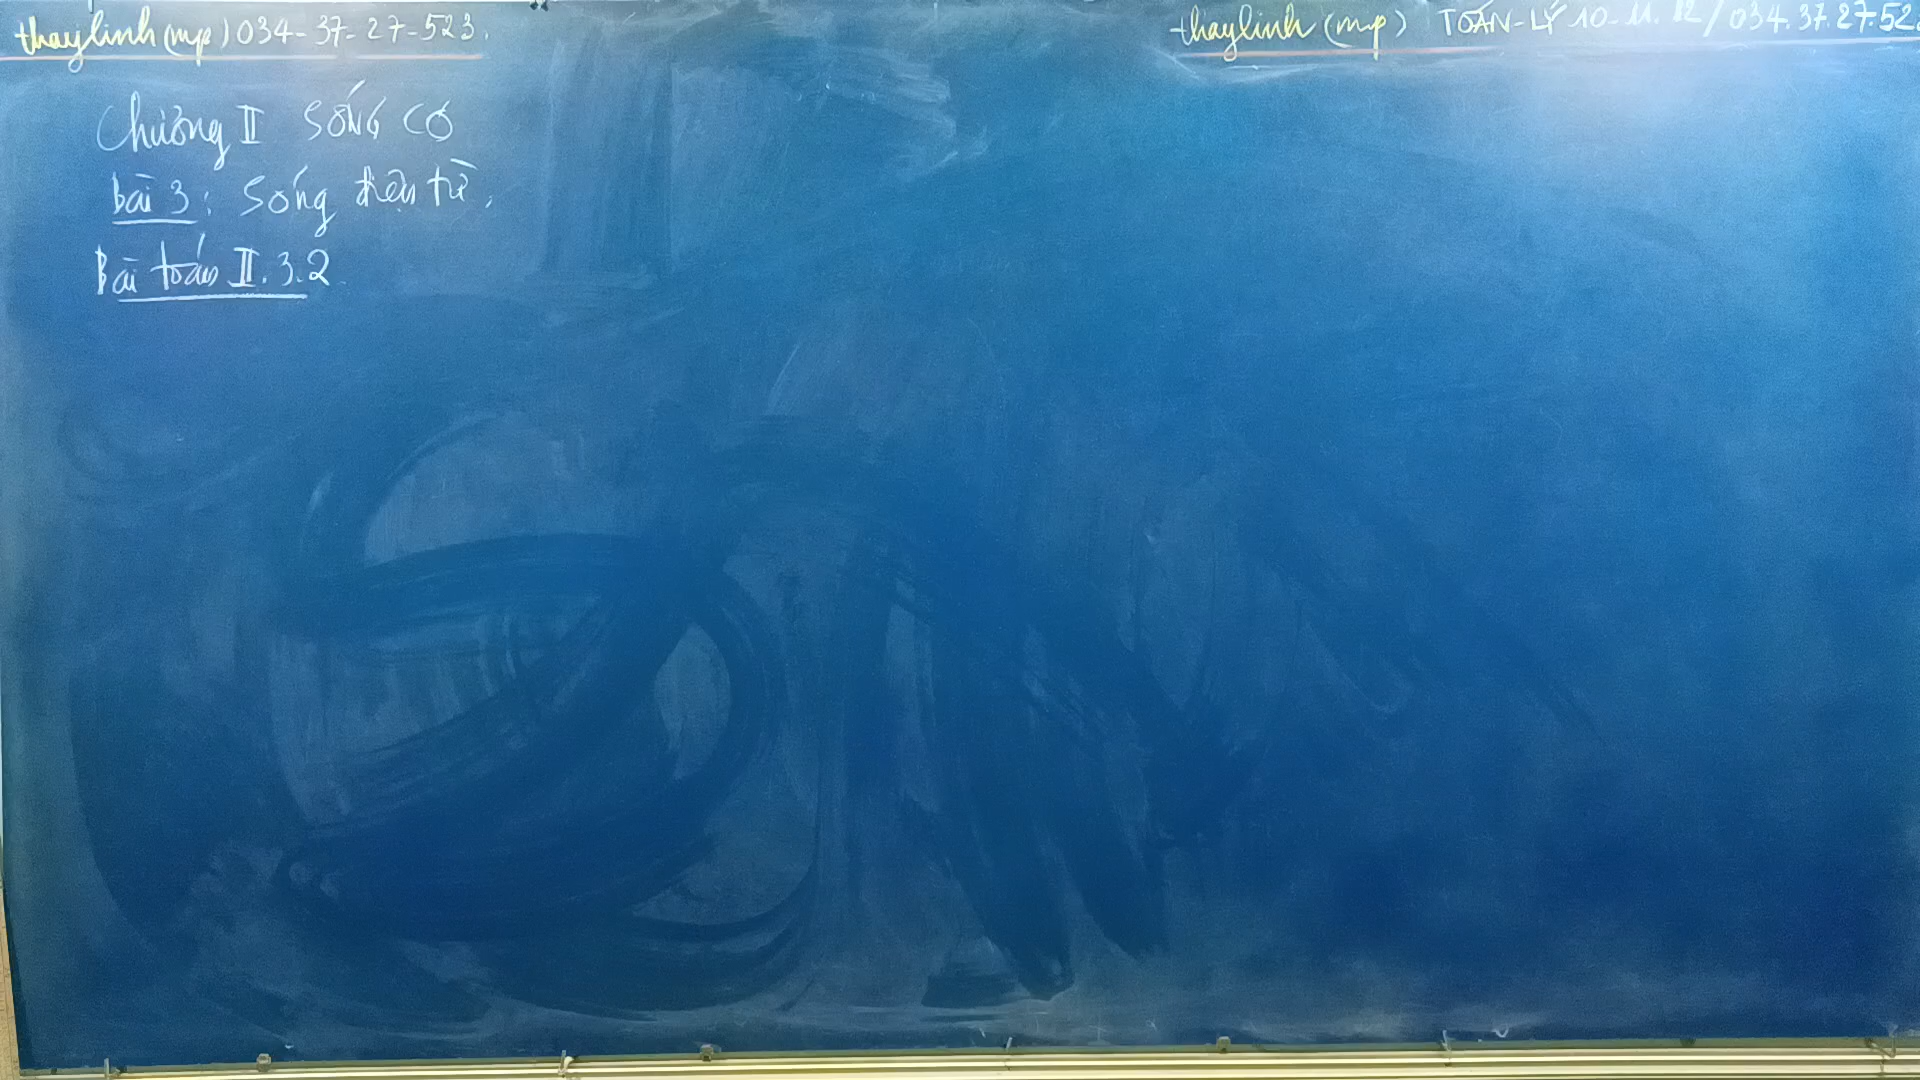 thaylinh (mp) 034-37-27-523.
thaylinh (mp) TOÁN-LÝ 10-11.12/034.37.27.52
Chương II SÓNG CƠ
bài 3: Sóng điện từ.
Bài toán II.3.2